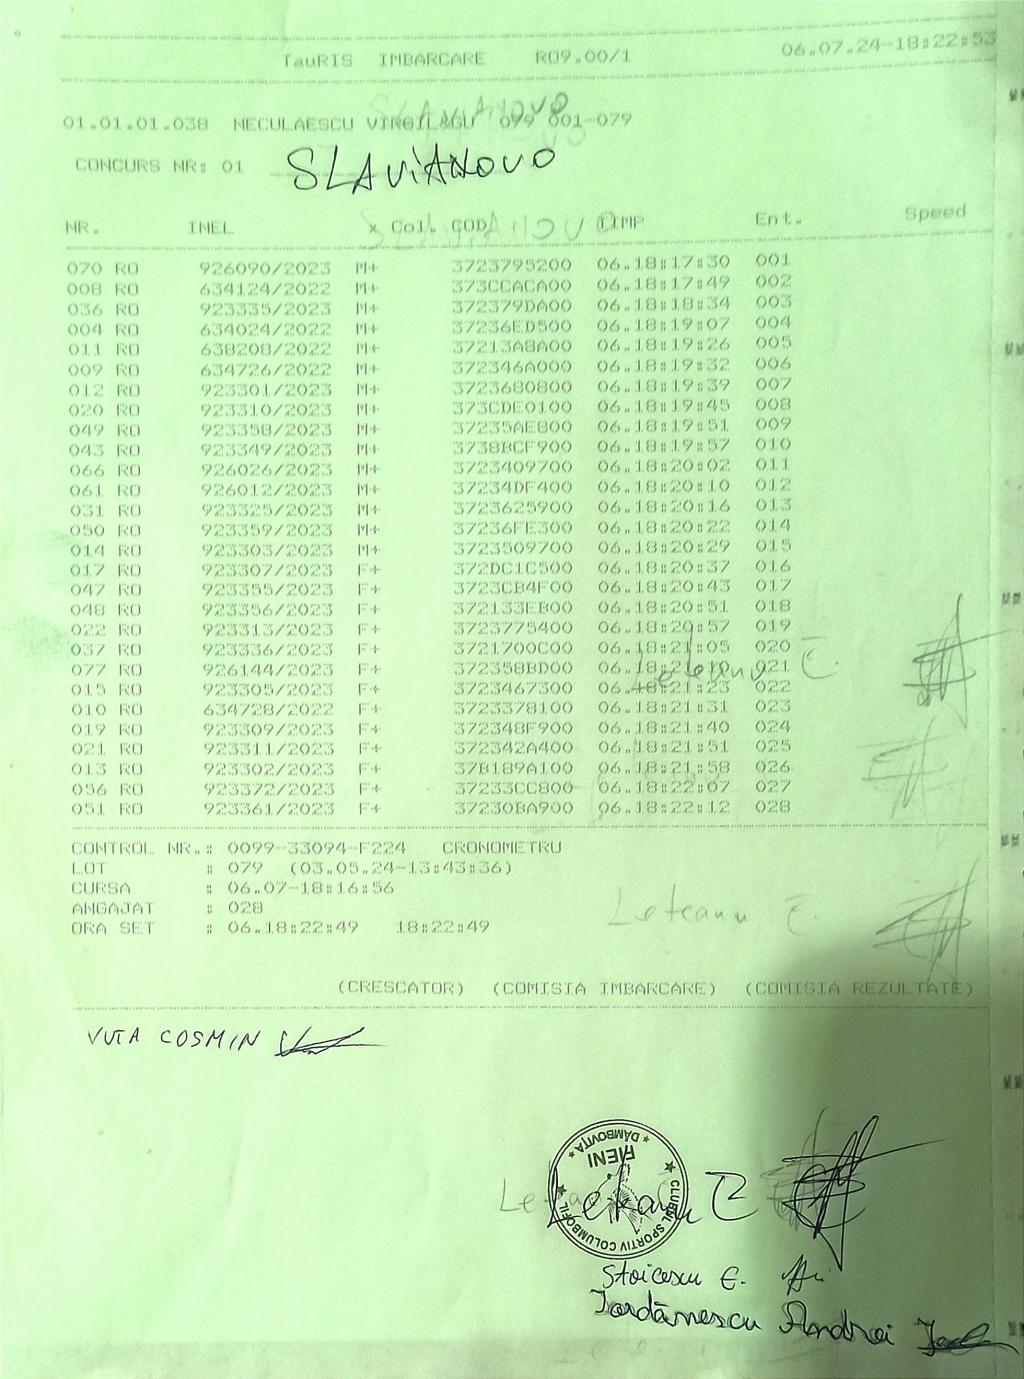 TauRIS IMBARCARE RO9.00/1 06.07.24-18:22:53
01.01.01.038 NECULAESCU VIRGIL&GU 099 001-079
CONCURS NR: 01 SLAViANOVO
NR. INEL x Col. COD TIMP Ent. Speed
070 RO 926090/2023 M+ 3723795200 06.18:17:30 001
008 RO 634124/2022 M+ 373CCACA00 06.18:17:49 002
036 RO 923335/2023 M+ 372379DA00 06.18:18:34 003
004 RO 634024/2022 M+ 37236ED500 06.18:19:07 004
011 RO 638208/2022 M+ 37213A8A00 06.18:19:26 005
009 RO 634726/2022 M+ 372346A000 06.18:19:32 006
012 RO 923301/2023 M+ 3723680800 06.18:19:39 007
020 RO 923310/2023 M+ 373CDE0100 06.18:19:45 008
049 RO 923358/2023 M+ 37235AE800 06.18:19:51 009
043 RO 923349/2023 M+ 3738BCF900 06.18:19:57 010
066 RO 926026/2023 M+ 3723409700 06.18:20:02 011
061 RO 926012/2023 M+ 37234DF400 06.18:20:10 012
031 RO 923325/2023 M+ 3723625900 06.18:20:16 013
050 RO 923359/2023 M+ 37236FE300 06.18:20:22 014
014 RO 923303/2023 M+ 3723509700 06.18:20:29 015
017 RO 923307/2023 F+ 372DC1C500 06.18:20:37 016
047 RO 923355/2023 F+ 3723CB4F00 06.18:20:43 017
048 RO 923356/2023 F+ 372133EB00 06.18:20:51 018
022 RO 923313/2023 F+ 3723775400 06.18:20:57 019
037 RO 923336/2023 F+ 3721700C00 06.18:21:05 020
077 RO 926144/2023 F+ 372358BD00 06.18:21:10 021
015 RO 923305/2023 F+ 3723467300 06.18:21:23 022
010 RO 634728/2022 F+ 3723378100 06.18:21:31 023
019 RO 923309/2023 F+ 372348F900 06.18:21:40 024
021 RO 923311/2023 F+ 372342A400 06.18:21:51 025
013 RO 923302/2023 F+ 37B189A100 06.18:21:58 026
056 RO 923372/2023 F+ 37233CC800 06.18:22:07 027
051 RO 923361/2023 F+ 37230BA900 06.18:22:12 028
CONTROL NR.: 0099-33094-F224 CRONOMETRU
LOT : 079 (03.05.24-13:43:36)
CURSA : 06.07-18:16:56
ANGAJAT : 028
ORA SET : 06.18:22:49 18:22:49
Leteanu E.
(CRESCATOR) (COMISIA IMBARCARE) (COMISIA REZULTATE)
VUTA COSMIN
CLUBUL SPORTIV COLUMBOFIL
FIENI
DÂMBOVIȚA
Leteanu E
Stoicescu E.
Iordănescu Andrei